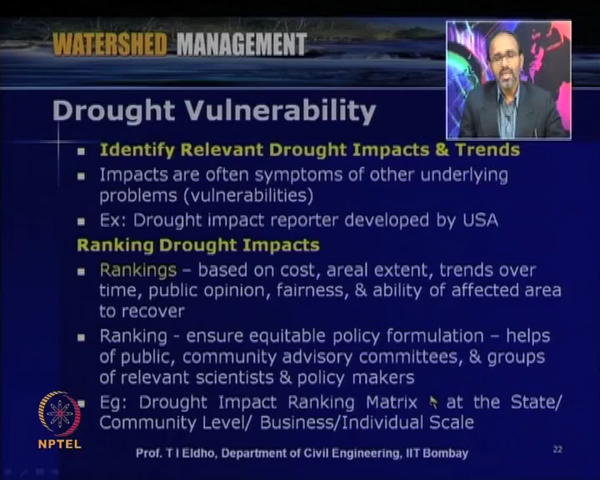 WATERSHED MANAGEMENT
Drought Vulnerability
Identify Relevant Drought Impacts & Trends
Impacts are often symptoms of other underlying
problems (vulnerabilities)
Ex: Drought impact reporter developed by USA
Ranking Drought Impacts
Rankings – based on cost, areal extent, trends over
time, public opinion, fairness, & ability of affected area
to recover
Ranking - ensure equitable policy formulation – helps
of public, community advisory committees, & groups
of relevant scientists & policy makers
Eg: Drought Impact Ranking Matrix at the State/
Community Level/ Business/Individual Scale
NPTEL
Prof. T I Eldho, Department of Civil Engineering, IIT Bombay
22